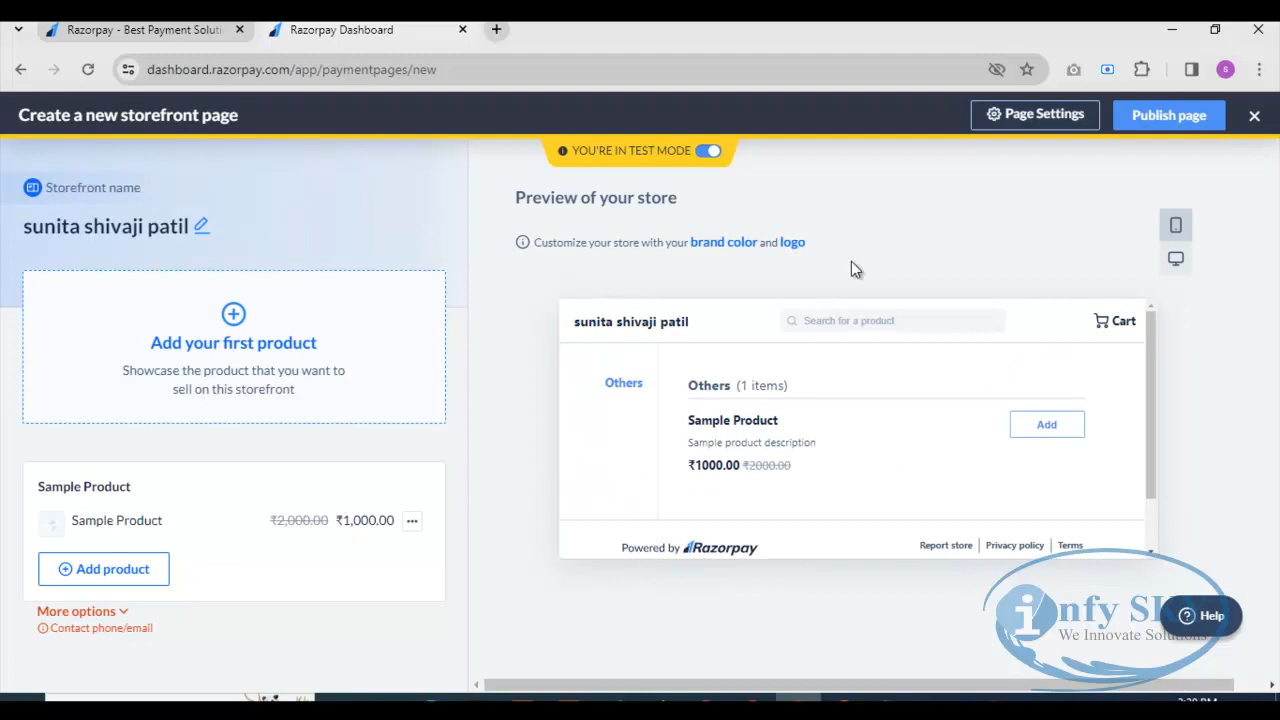 Razorpay - Best Payment Soluti
Razorpay Dashboard
dashboard.razorpay.com/app/paymentpages/new
S
Create a new storefront page
Page Settings
Publish page
YOU'RE IN TEST MODE
Storefront name
sunita shivaji patil
Add your first product
Showcase the product that you want to
sell on this storefront
Sample Product
Sample Product ₹2,000.00 ₹1,000.00
Add product
More options
Contact phone/email
Preview of your store
Customize your store with your brand color and logo
sunita shivaji patil
Search for a product
Cart
Others
Others (1 items)
Sample Product
Add
Sample product description
₹1000.00 ₹2000.00
Powered by Razorpay
Report store
Privacy policy
Terms
Help
We Innovate Solutions